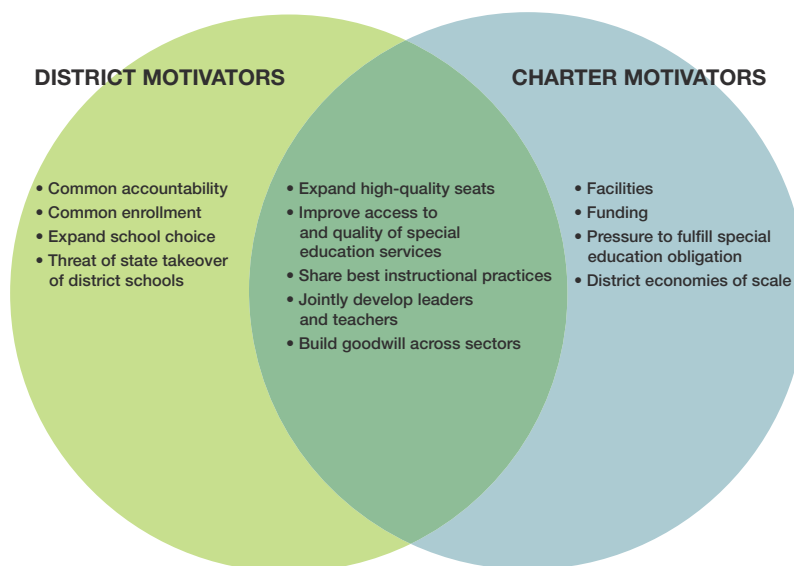 DISTRICT MOTIVATORS
• Common accountability
• Common enrollment
• Expand school choice
• Threat of state takeover
of district schools
• Expand high-quality seats
• Improve access to
and quality of special
education services
• Share best instructional practices
• Jointly develop leaders
and teachers
• Build goodwill across sectors
CHARTER MOTIVATORS
• Facilities
• Funding
• Pressure to fulfill special
education obligation
• District economies of scale